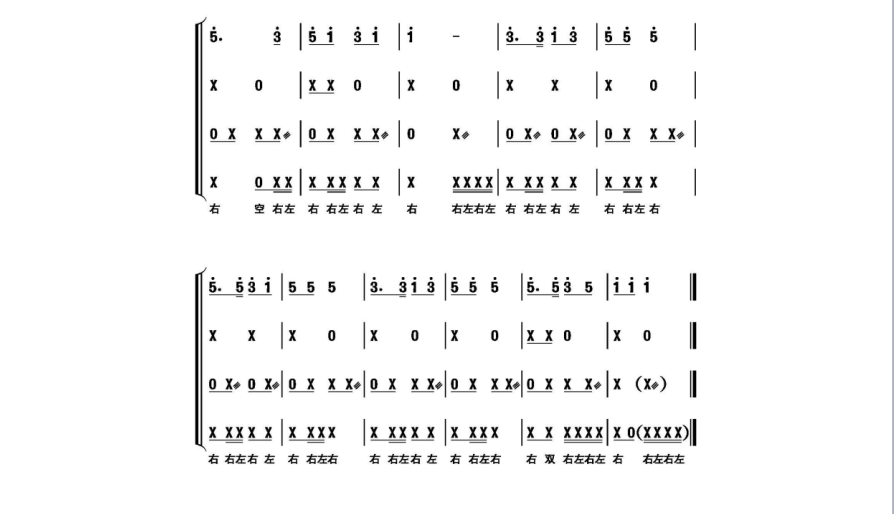 5. 3 | 5 1 3 1 | 1 - | 3. 3 1 3 | 5 5 5 |
X 0 | X X 0 | X 0 | X X | X 0 |
0 X X X | 0 X X X | 0 X | 0 X 0 X | 0 X X X |
X 0 X X | X X X X X | X X X X X | X X X X X | X X X X |
右 空 右左 右 右左右 左 右 右左右左 右 右左右 左 右 右左右
5. 5 3 1 | 5 5 5 | 3. 3 1 3 | 5 5 5 | 5. 5 3 5 | 1 1 1
X X | X 0 | X 0 | X 0 | X X 0 | X 0
0 X 0 X | 0 X X X | 0 X X X | 0 X X X | 0 X X X | X (X)
X X X X X | X X X X | X X X X X | X X X X | X X X X X X | X 0 (X X X X)
右 右左右 左 右 右左右 右 右左右 左 右 右左右 右 双 右左右左 右 右左右左